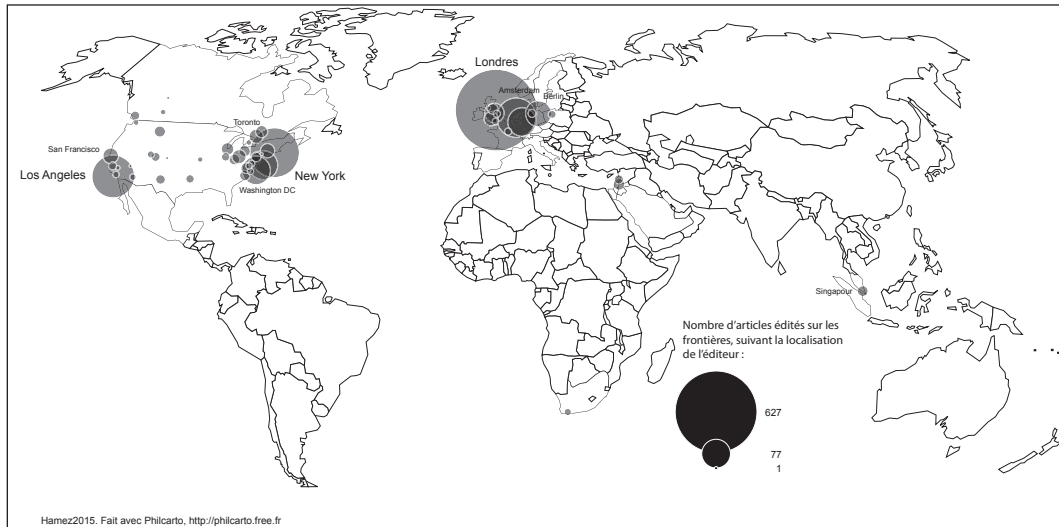 Londres
Amsterdam
Berlin
Toronto
San Francisco
Los Angeles
New York
Washington DC
Singapour
Nombre d'articles édités sur les
frontières, suivant la localisation
de l'éditeur :
627
77
1
Hamez2015. Fait avec Philcarto, http://philcarto.free.fr